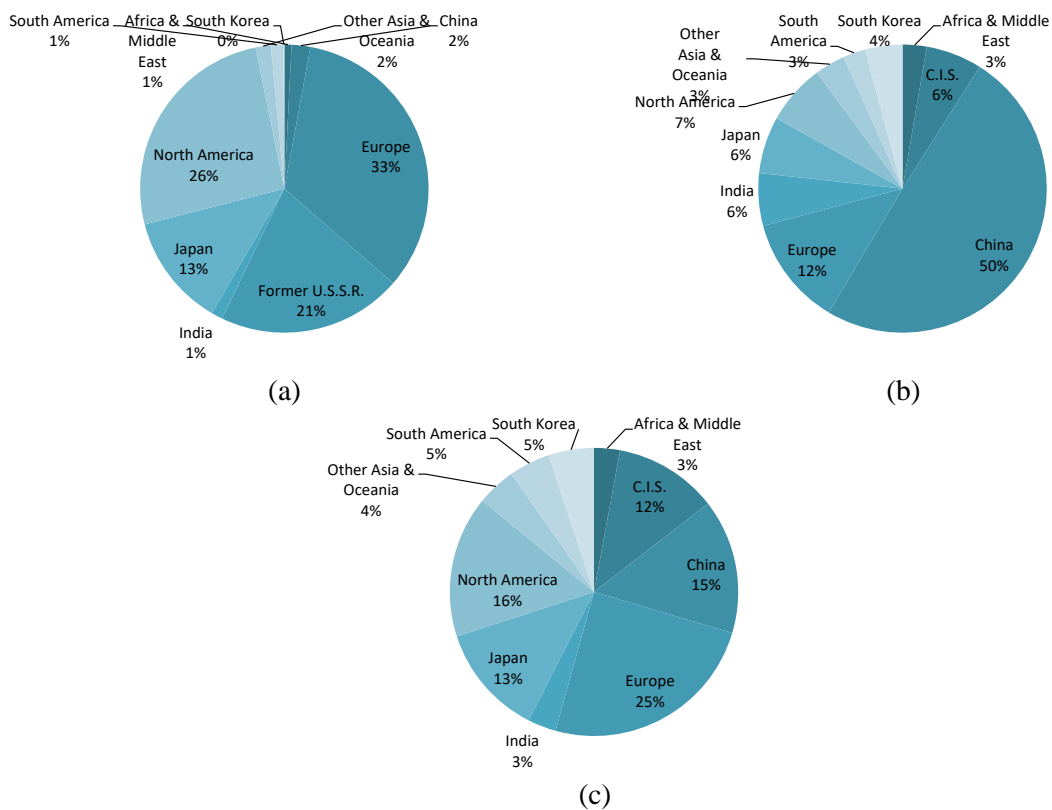 South America
1%
Africa &
Middle
East
1%
South Korea
0%
Other Asia &
Oceania
2%
China
2%
Europe
33%
North America
26%
Japan
13%
Former U.S.S.R.
21%
India
1%
(a)
South
America
3%
South Korea
4%
Africa & Middle
East
3%
Other
Asia &
Oceania
3%
C.I.S.
6%
North America
7%
Japan
6%
India
6%
Europe
12%
China
50%
(b)
South America
5%
South Korea
5%
Africa & Middle
East
3%
Other Asia &
Oceania
4%
C.I.S.
12%
China
15%
North America
16%
Japan
13%
Europe
25%
India
3%
(c)